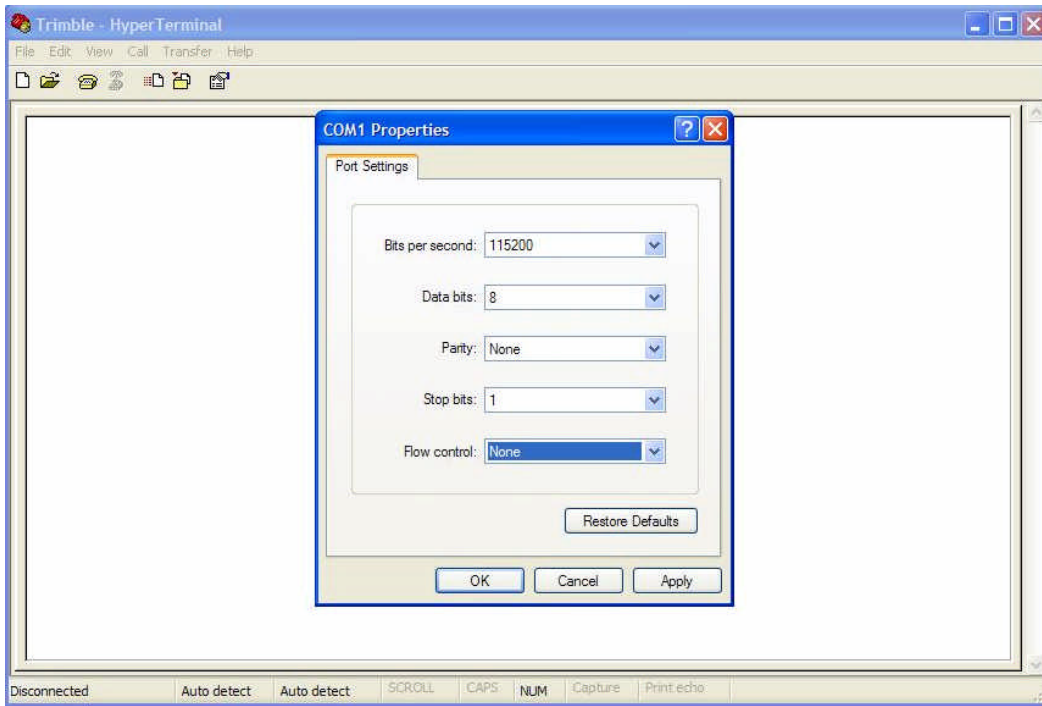 Trimble - HyperTerminal
File Edit View Call Transfer Help
COM1 Properties
Port Settings
Bits per second: 115200
Data bits: 8
Parity: None
Stop bits: 1
Flow control: None
Restore Defaults
OK Cancel Apply
Disconnected Auto detect Auto detect SCROLL CAPS NUM Capture Print echo